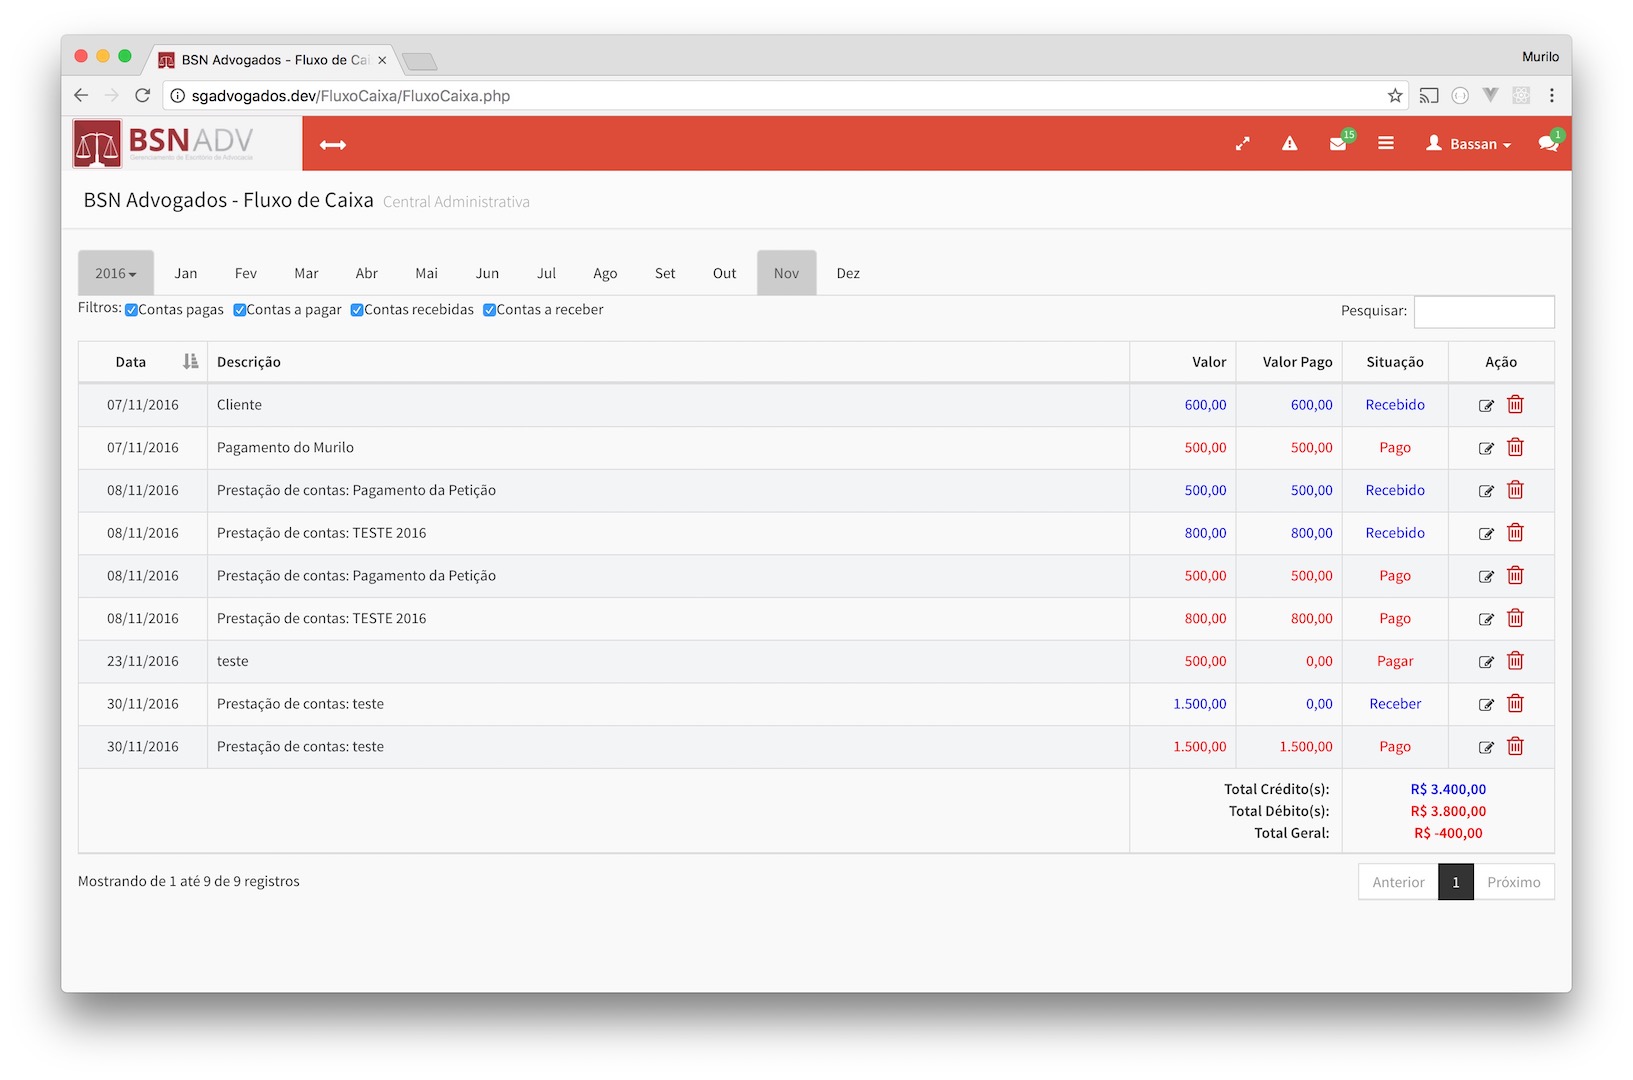 BSN Advogados - Fluxo de Cai
Murilo
sgadvogados.dev/FluxoCaixa/FluxoCaixa.php
BSNADV
Gerenciamento de Escritório de Advocacia
15
Bassan
1
BSN Advogados - Fluxo de Caixa Central Administrativa
2016 Jan Fev Mar Abr Mai Jun Jul Ago Set Out Nov Dez
Filtros: Contas pagas Contas a pagar Contas recebidas Contas a receber Pesquisar:
Data Descrição Valor Valor Pago Situação Ação
07/11/2016 Cliente 600,00 600,00 Recebido
07/11/2016 Pagamento do Murilo 500,00 500,00 Pago
08/11/2016 Prestação de contas: Pagamento da Petição 500,00 500,00 Recebido
08/11/2016 Prestação de contas: TESTE 2016 800,00 800,00 Recebido
08/11/2016 Prestação de contas: Pagamento da Petição 500,00 500,00 Pago
08/11/2016 Prestação de contas: TESTE 2016 800,00 800,00 Pago
23/11/2016 teste 500,00 0,00 Pagar
30/11/2016 Prestação de contas: teste 1.500,00 0,00 Receber
30/11/2016 Prestação de contas: teste 1.500,00 1.500,00 Pago
Total Crédito(s): R$ 3.400,00
Total Débito(s): R$ 3.800,00
Total Geral: R$ -400,00
Mostrando de 1 até 9 de 9 registros Anterior 1 Próximo